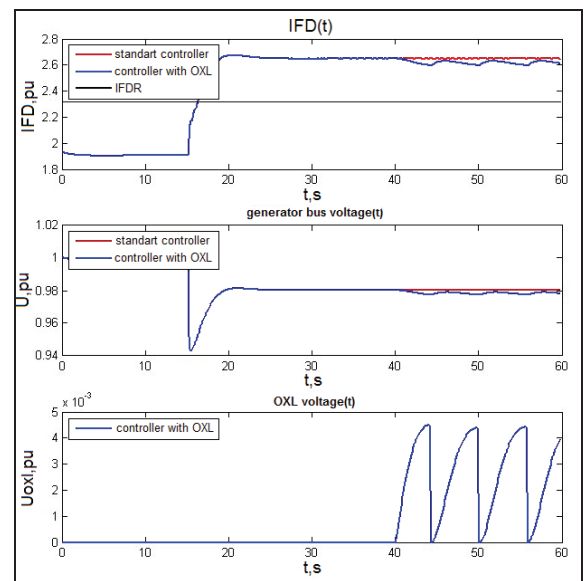 IFD(t)
2.8
2.6
2.4
2.2
2
1.8
IFD,pu
standart controller
controller with OXL
IFDR
0 10 20 30 40 50 60
t,s
generator bus voltage(t)
1.02
1
0.98
0.96
0.94
U,pu
standart controller
controller with OXL
0 10 20 30 40 50 60
t,s
x 10⁻³
OXL voltage(t)
5
4
3
2
1
0
Uoxl,pu
controller with OXL
0 10 20 30 40 50 60
t,s